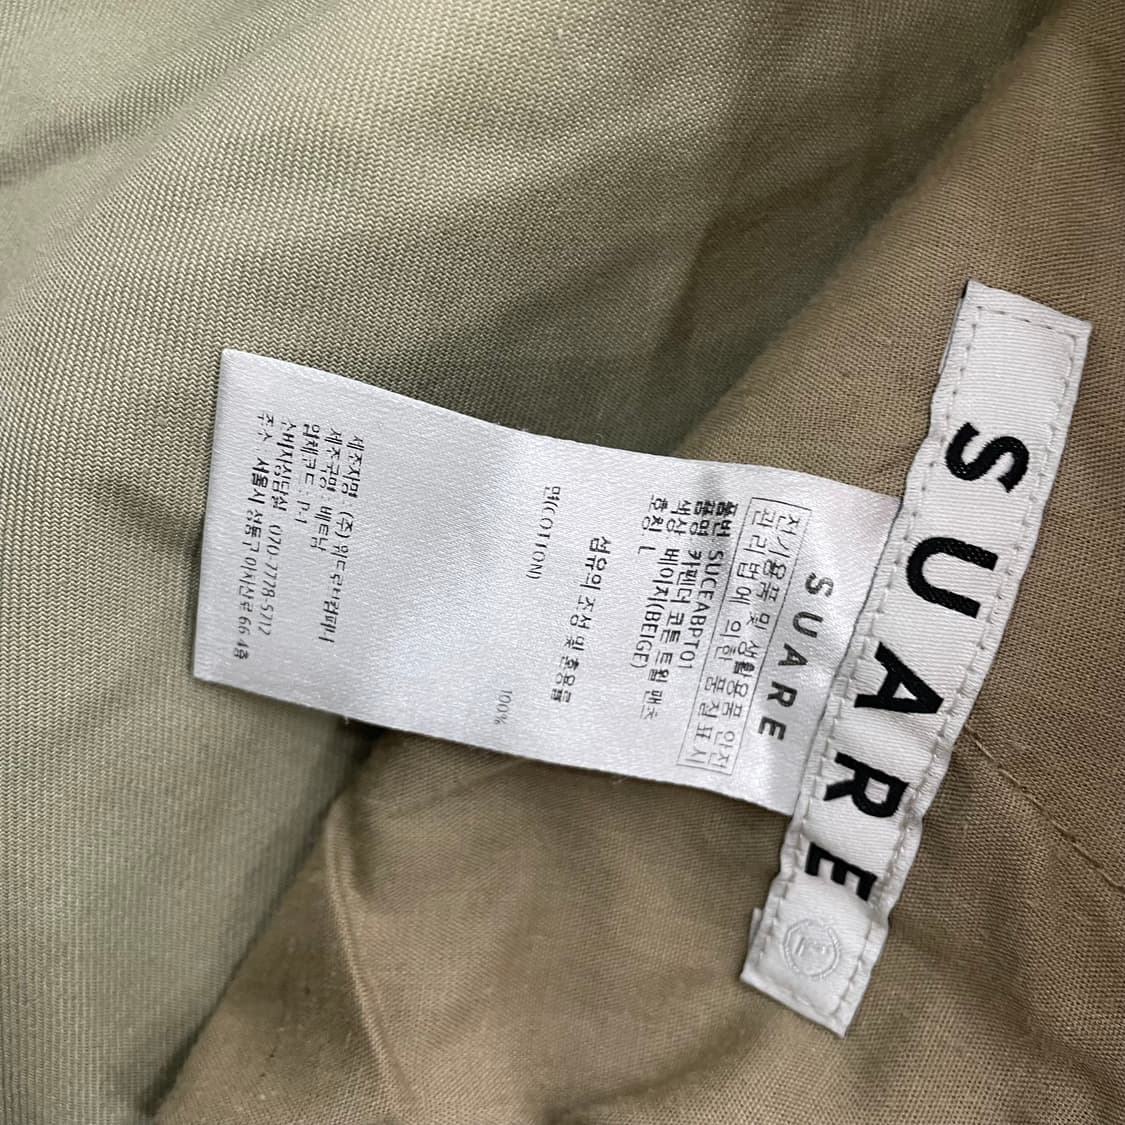 SUARE
SUARE
전기용품 및 생활용품 안전
관리법에 의한 품질표시
품번 SUCEABPT01
품명 카펜더 코튼 트윌 팬츠
색상 베이지(BEIGE)
호칭 L
섬유의 조성 및 혼용률
면(COTTON) 100%
제조자명 (주)위드로브컴퍼니
제조국명 : 베트남
업체코드 : P-1
소비자상담실 070.7778.5712
주소 서울시 성동구 아차산로 66 4층